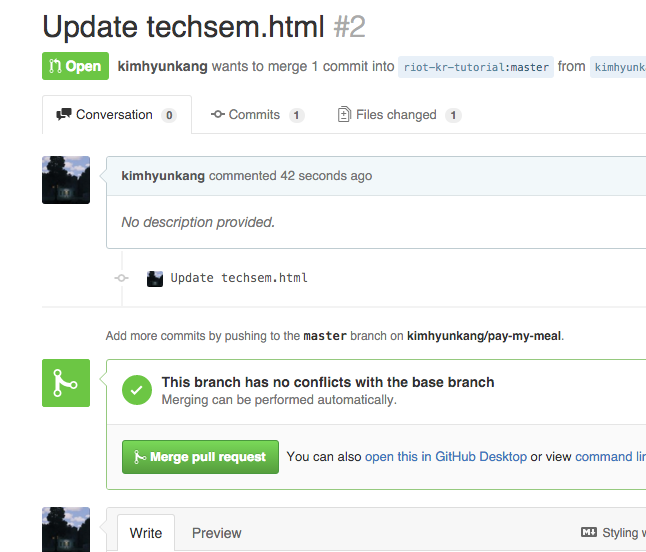 Update techsem.html #2
Open kimhyunkang wants to merge 1 commit into riot-kr-tutorial:master from kimhyunk
Conversation 0 Commits 1 Files changed 1
kimhyunkang commented 42 seconds ago
No description provided.
Update techsem.html
Add more commits by pushing to the master branch on kimhyunkang/pay-my-meal.
This branch has no conflicts with the base branch
Merging can be performed automatically.
Merge pull request You can also open this in GitHub Desktop or view command lin
Write Preview Styling w